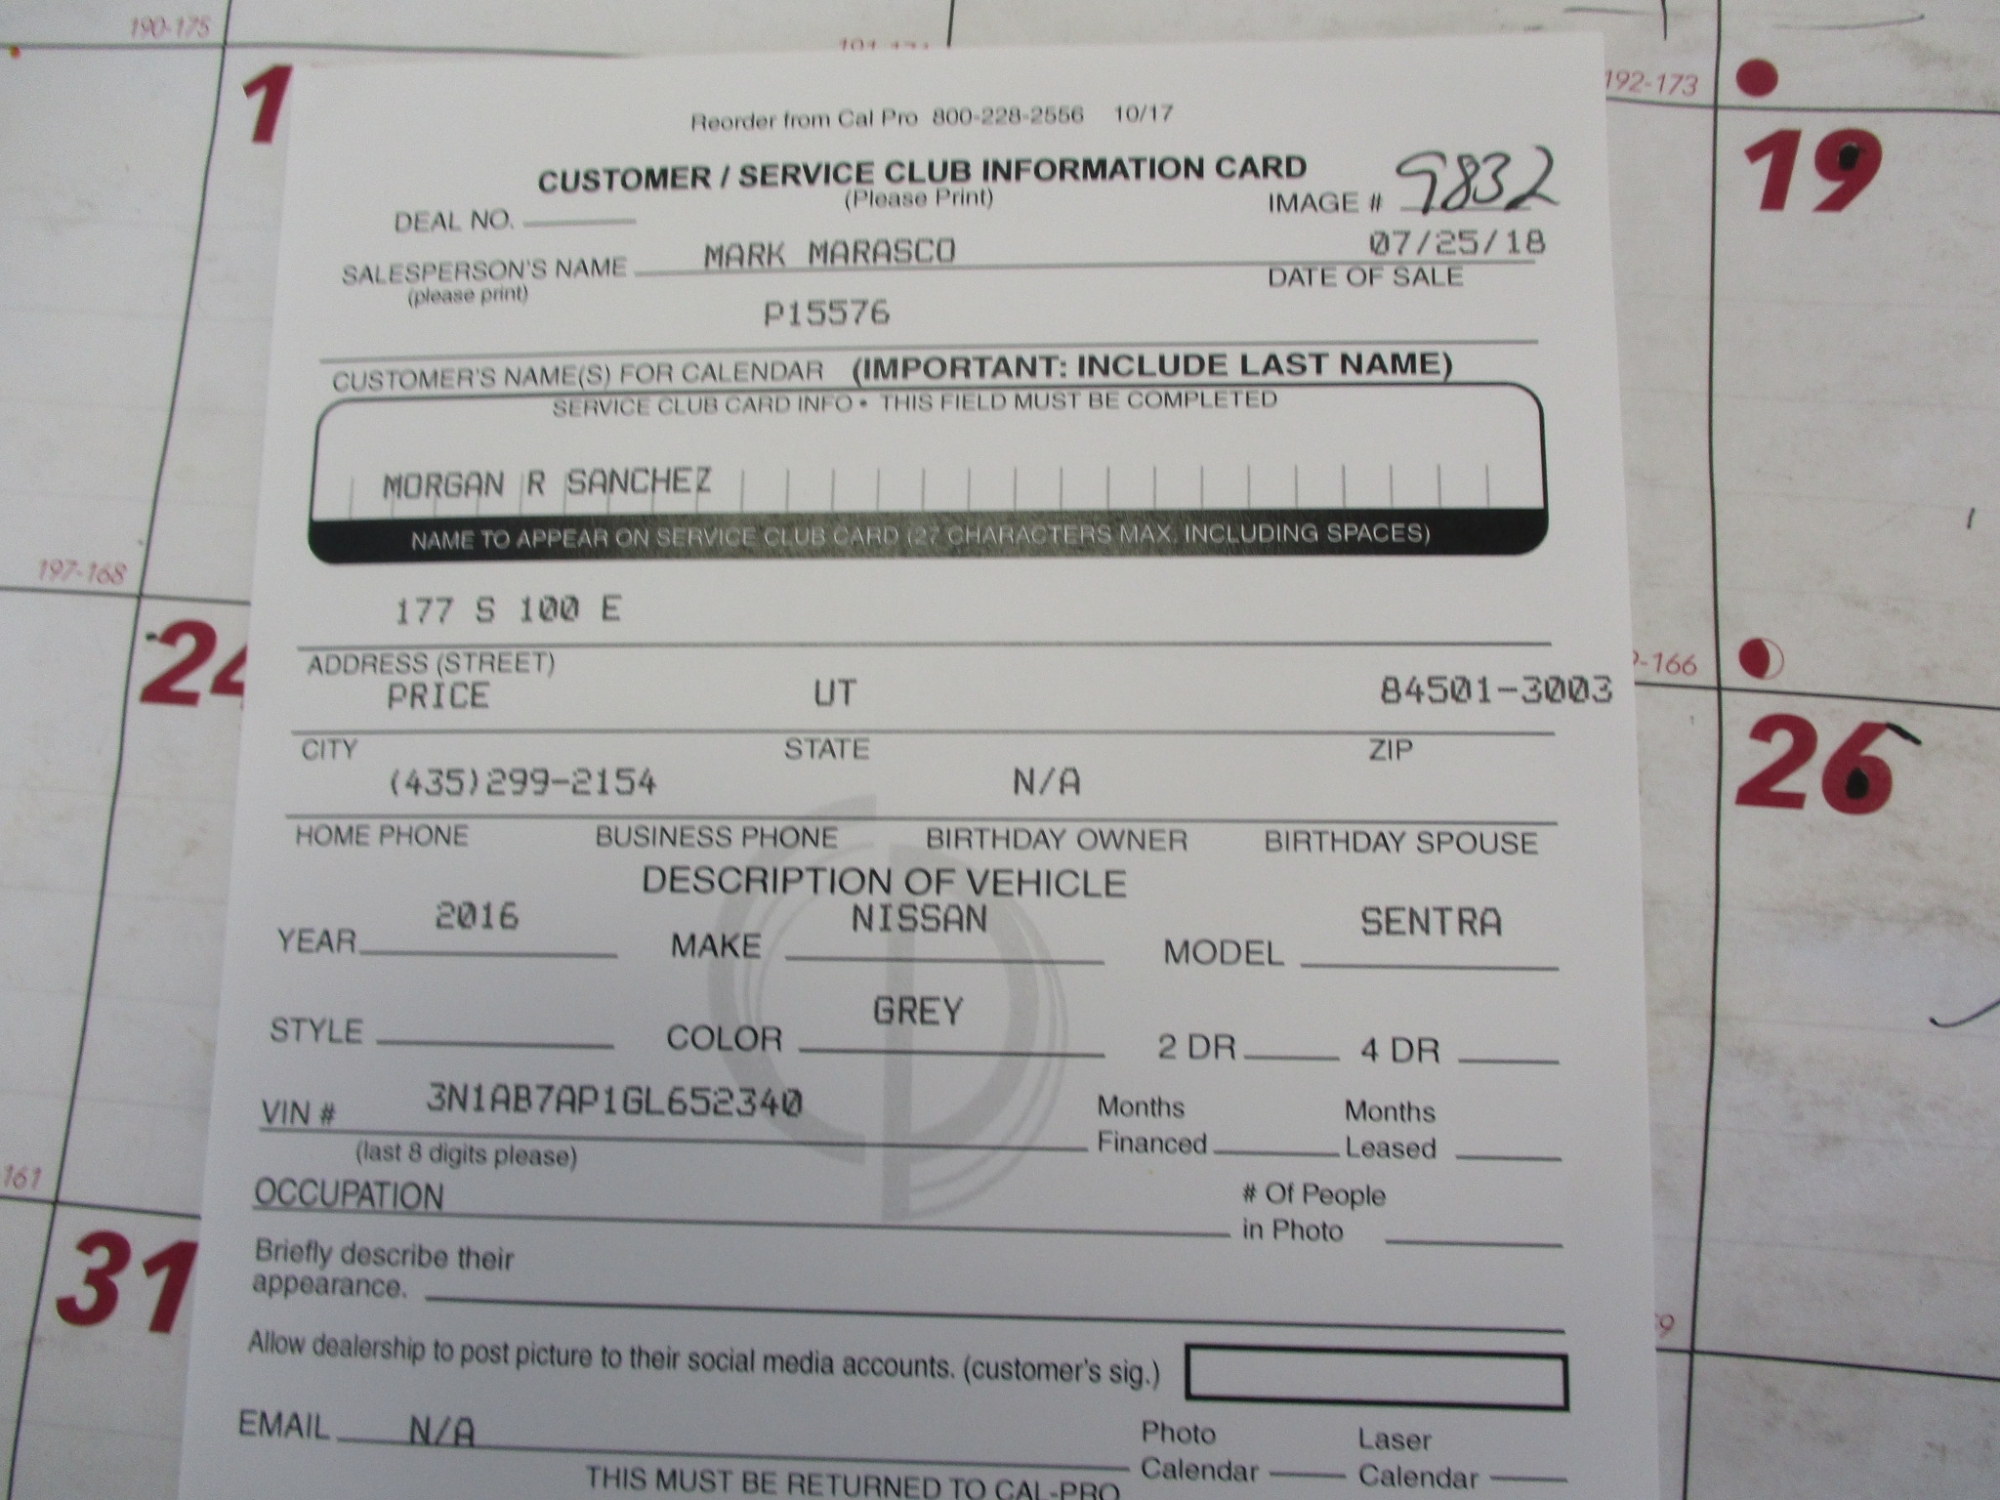 190-175
1
192-173
19
Reorder from Cal Pro 800-228-2556 10/17
CUSTOMER / SERVICE CLUB INFORMATION CARD
(Please Print)
IMAGE # 9832
DEAL NO.
SALESPERSON'S NAME MARK MARASCO
(please print)
07/25/18
DATE OF SALE
P15576
CUSTOMER'S NAME(S) FOR CALENDAR (IMPORTANT: INCLUDE LAST NAME)
SERVICE CLUB CARD INFO • THIS FIELD MUST BE COMPLETED
MORGAN R SANCHEZ
NAME TO APPEAR ON SERVICE CLUB CARD (27 CHARACTERS MAX. INCLUDING SPACES)
197-168
24
177 S 100 E
ADDRESS (STREET)
PRICE UT 84501-3003
-166
26
CITY STATE ZIP
(435)299-2154 N/A
HOME PHONE BUSINESS PHONE BIRTHDAY OWNER BIRTHDAY SPOUSE
DESCRIPTION OF VEHICLE
YEAR 2016 MAKE NISSAN MODEL SENTRA
STYLE COLOR GREY 2 DR 4 DR
VIN # 3N1AB7AP1GL652340
(last 8 digits please)
Months Financed
Months Leased
161
31
OCCUPATION
# Of People
in Photo
Briefly describe their
appearance.
9
Allow dealership to post picture to their social media accounts. (customer's sig.)
EMAIL N/A
Photo Calendar
Laser Calendar
THIS MUST BE RETURNED TO CAL-PRO